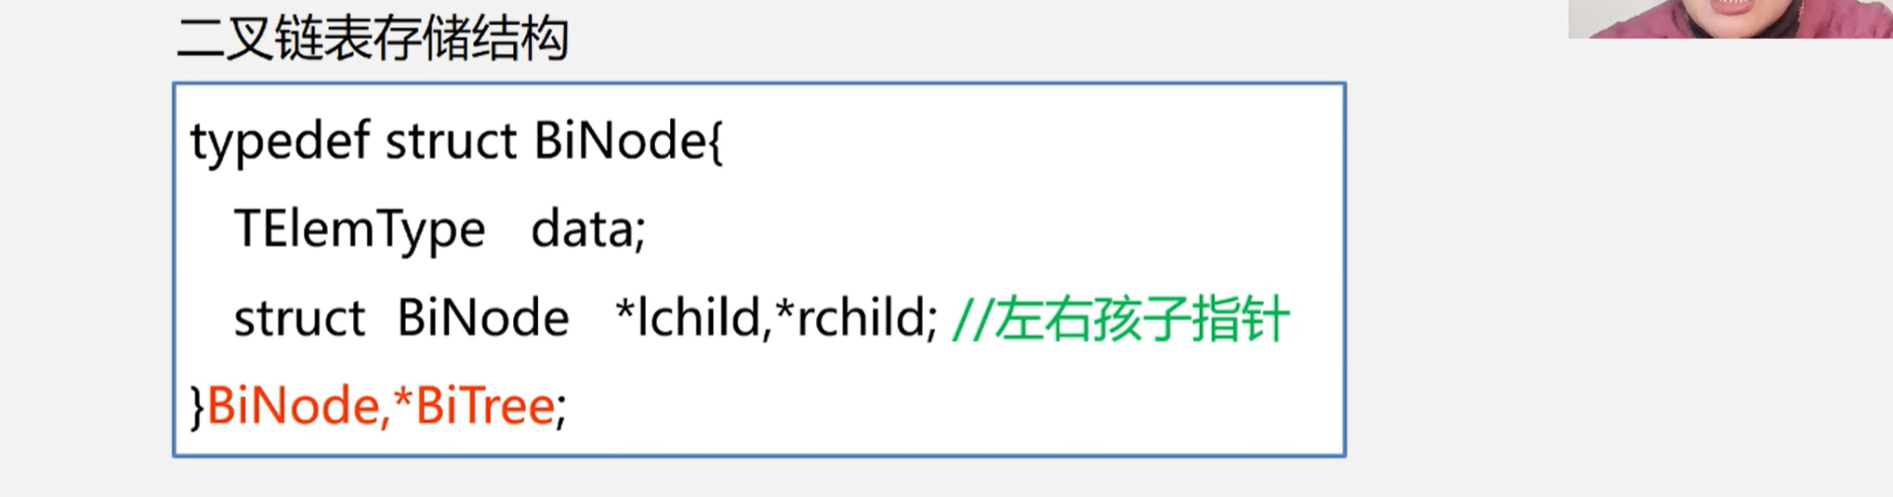 二叉链表存储结构
typedef struct BiNode{
TElemType data;
struct BiNode *lchild,*rchild; //左右孩子指针
}BiNode,*BiTree;